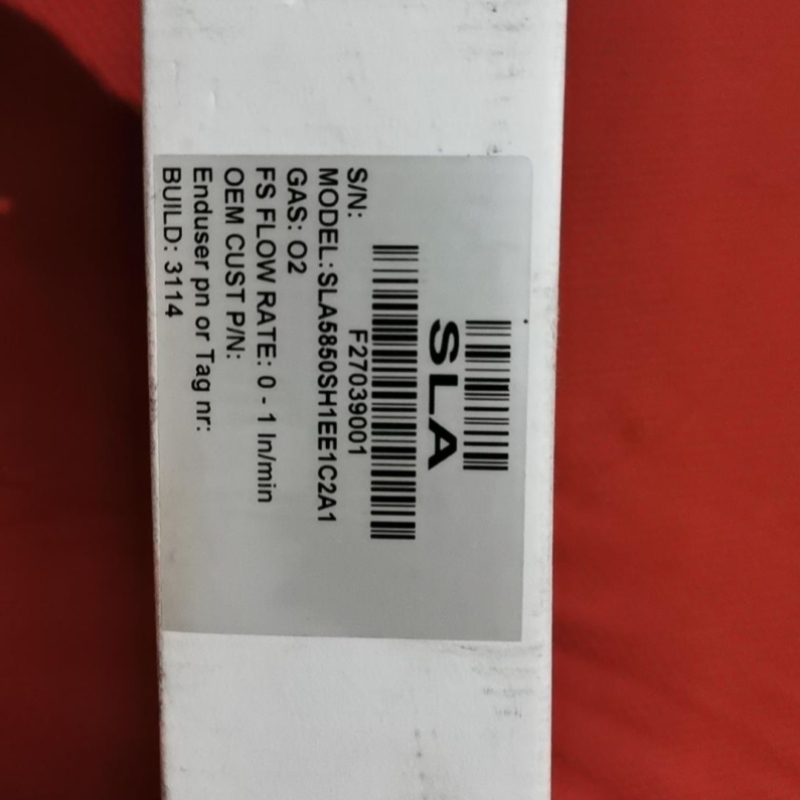 SLA
F27039001
S/N:
MODEL: SLA5850SH1EE1C2A1
GAS: O2
FS FLOW RATE: 0 - 1 ln/min
OEM CUST P/N:
Enduser pn or Tag nr:
BUILD: 3114